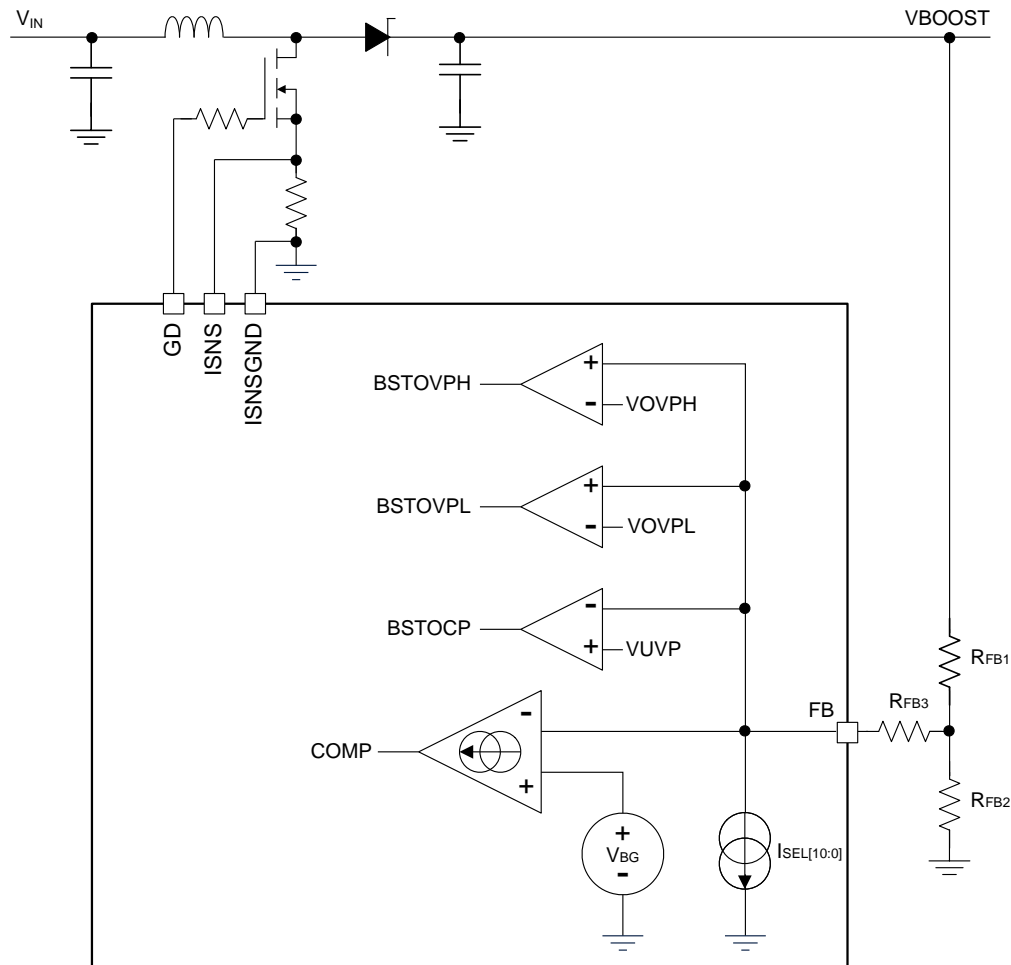 VIN
VBOOST
GD
ISNS
ISNSGND
+
BSTOVPH
-
VOVPH
+
BSTOVPL
-
VOVPL
-
BSTOCP
+
VUVP
RFB1
RFB3
FB
-
COMP
+
RFB2
+
VBG
-
ISEL[10:0]